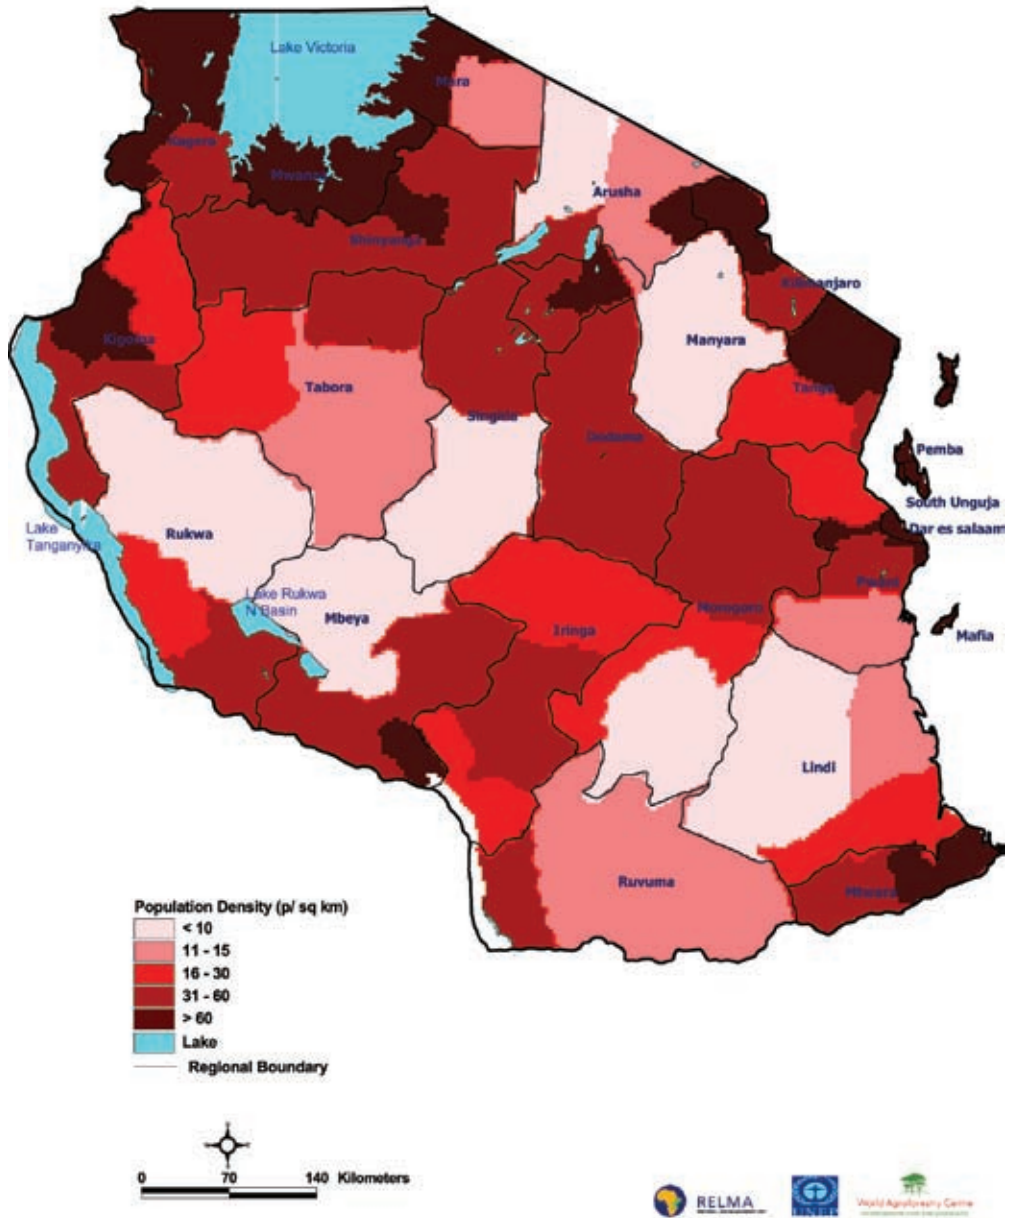 Lake Victoria
Mara
Kagera
Mwanza
Arusha
Shinyanga
Kilimanjaro
Kigoma
Manyara
Tabora
Tanga
Singida
Dodoma
Pemba
South Unguja
Lake
Tanganyika
Rukwa
Dar es salaam
Pwani
Lake Rukwa
N Basin
Mbeya
Morogoro
Iringa
Mafia
Lindi
Ruvuma
Mtwara
Population Density (p/ sq km)
< 10
11 - 15
16 - 30
31 - 60
> 60
Lake
Regional Boundary
0 70 140 Kilometers
RELMA
UNEP
World Agroforestry Centre